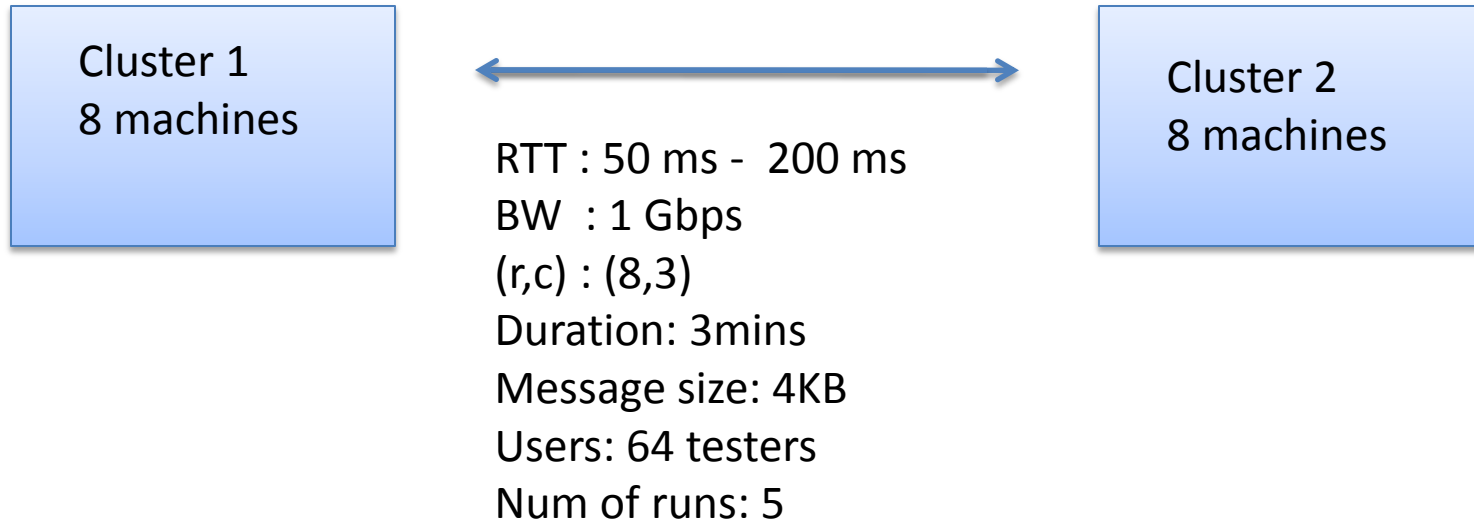 Cluster 1
8 machines
RTT : 50 ms - 200 ms
BW : 1 Gbps
(r,c) : (8,3)
Duration: 3mins
Message size: 4KB
Users: 64 testers
Num of runs: 5
Cluster 2
8 machines